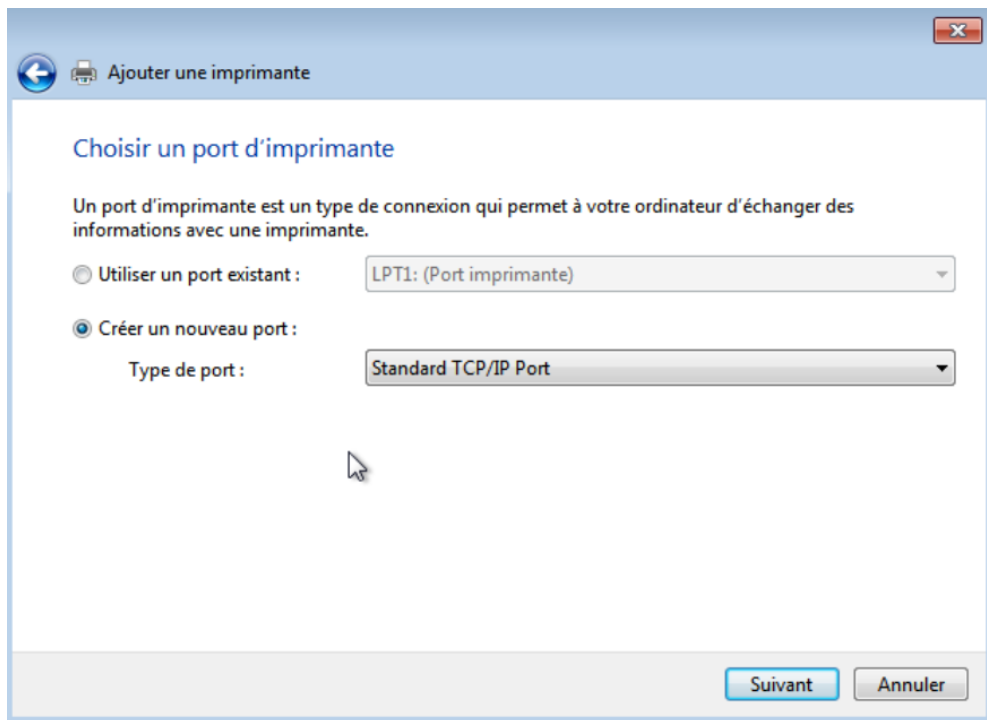 Ajouter une imprimante
Choisir un port d’imprimante
Un port d’imprimante est un type de connexion qui permet à votre ordinateur d’échanger des
informations avec une imprimante.
Utiliser un port existant : LPT1: (Port imprimante)
Créer un nouveau port :
Type de port : Standard TCP/IP Port
Suivant Annuler